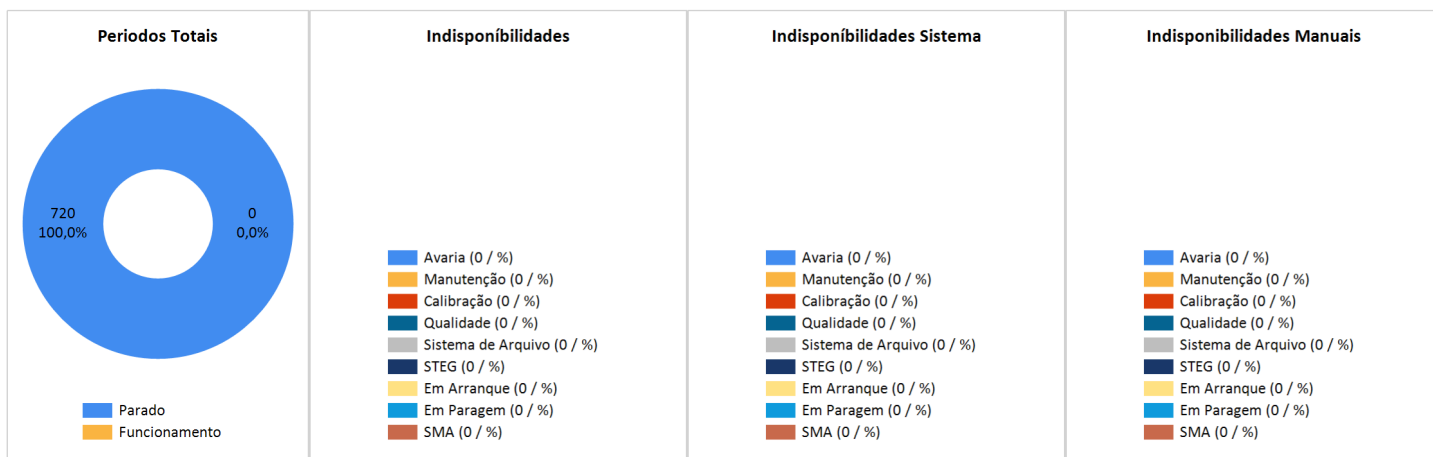 Periodos Totais
720
100,0%
0
0,0%
Parado
Funcionamento
Indisponíbilidades
Avaria (0 / %)
Manutenção (0 / %)
Calibração (0 / %)
Qualidade (0 / %)
Sistema de Arquivo (0 / %)
STEG (0 / %)
Em Arranque (0 / %)
Em Paragem (0 / %)
SMA (0 / %)
Indisponíbilidades Sistema
Avaria (0 / %)
Manutenção (0 / %)
Calibração (0 / %)
Qualidade (0 / %)
Sistema de Arquivo (0 / %)
STEG (0 / %)
Em Arranque (0 / %)
Em Paragem (0 / %)
SMA (0 / %)
Indisponibilidades Manuais
Avaria (0 / %)
Manutenção (0 / %)
Calibração (0 / %)
Qualidade (0 / %)
Sistema de Arquivo (0 / %)
STEG (0 / %)
Em Arranque (0 / %)
Em Paragem (0 / %)
SMA (0 / %)